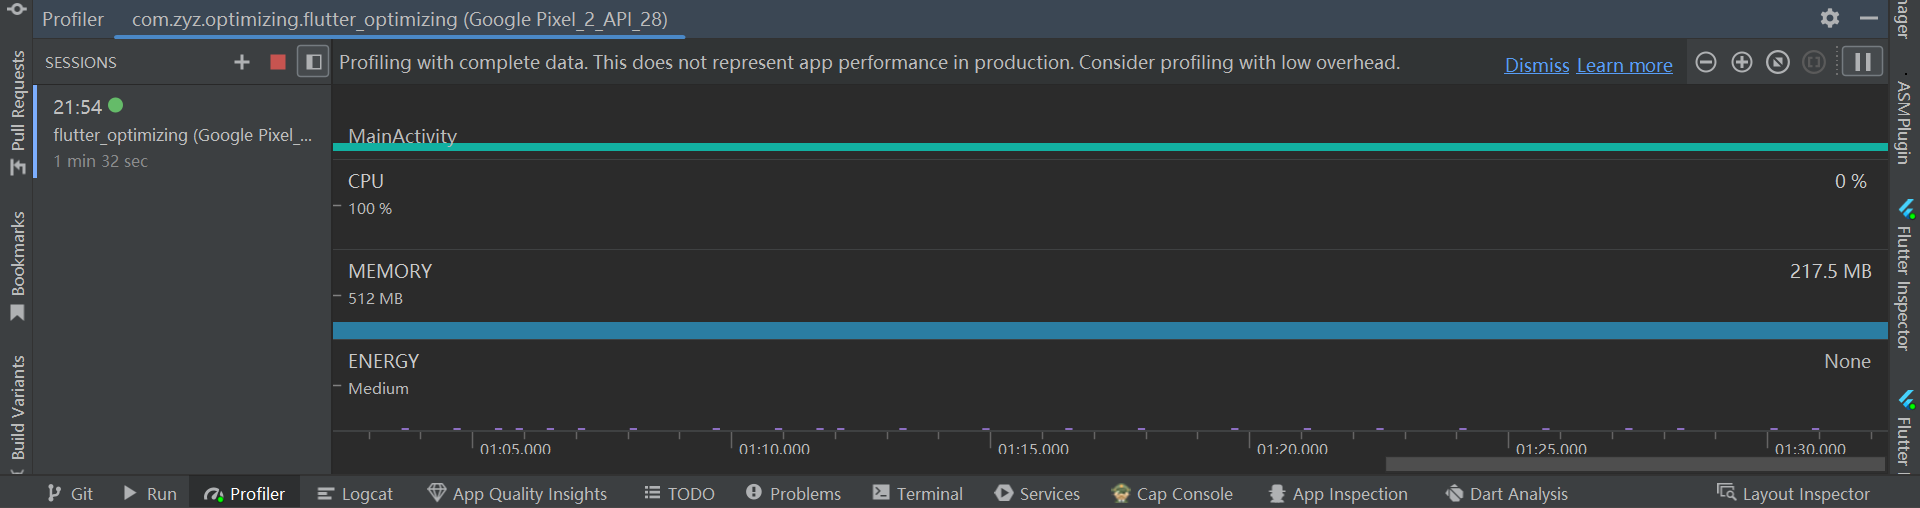 Profiler
com.zyz.optimizing.flutter_optimizing (Google Pixel_2_API_28)
SESSIONS
Profiling with complete data. This does not represent app performance in production. Consider profiling with low overhead.
Dismiss
Learn more
21:54
flutter_optimizing (Google Pixel_...
1 min 32 sec
MainActivity
CPU
0 %
100 %
MEMORY
217.5 MB
512 MB
ENERGY
None
Medium
01:05.000
01:10.000
01:15.000
01:20.000
01:25.000
01:30.000
Pull Requests
Bookmarks
Build Variants
ASMPlugin
Flutter Inspector
Flutter
Git
Run
Profiler
Logcat
App Quality Insights
TODO
Problems
Terminal
Services
Cap Console
App Inspection
Dart Analysis
Layout Inspector